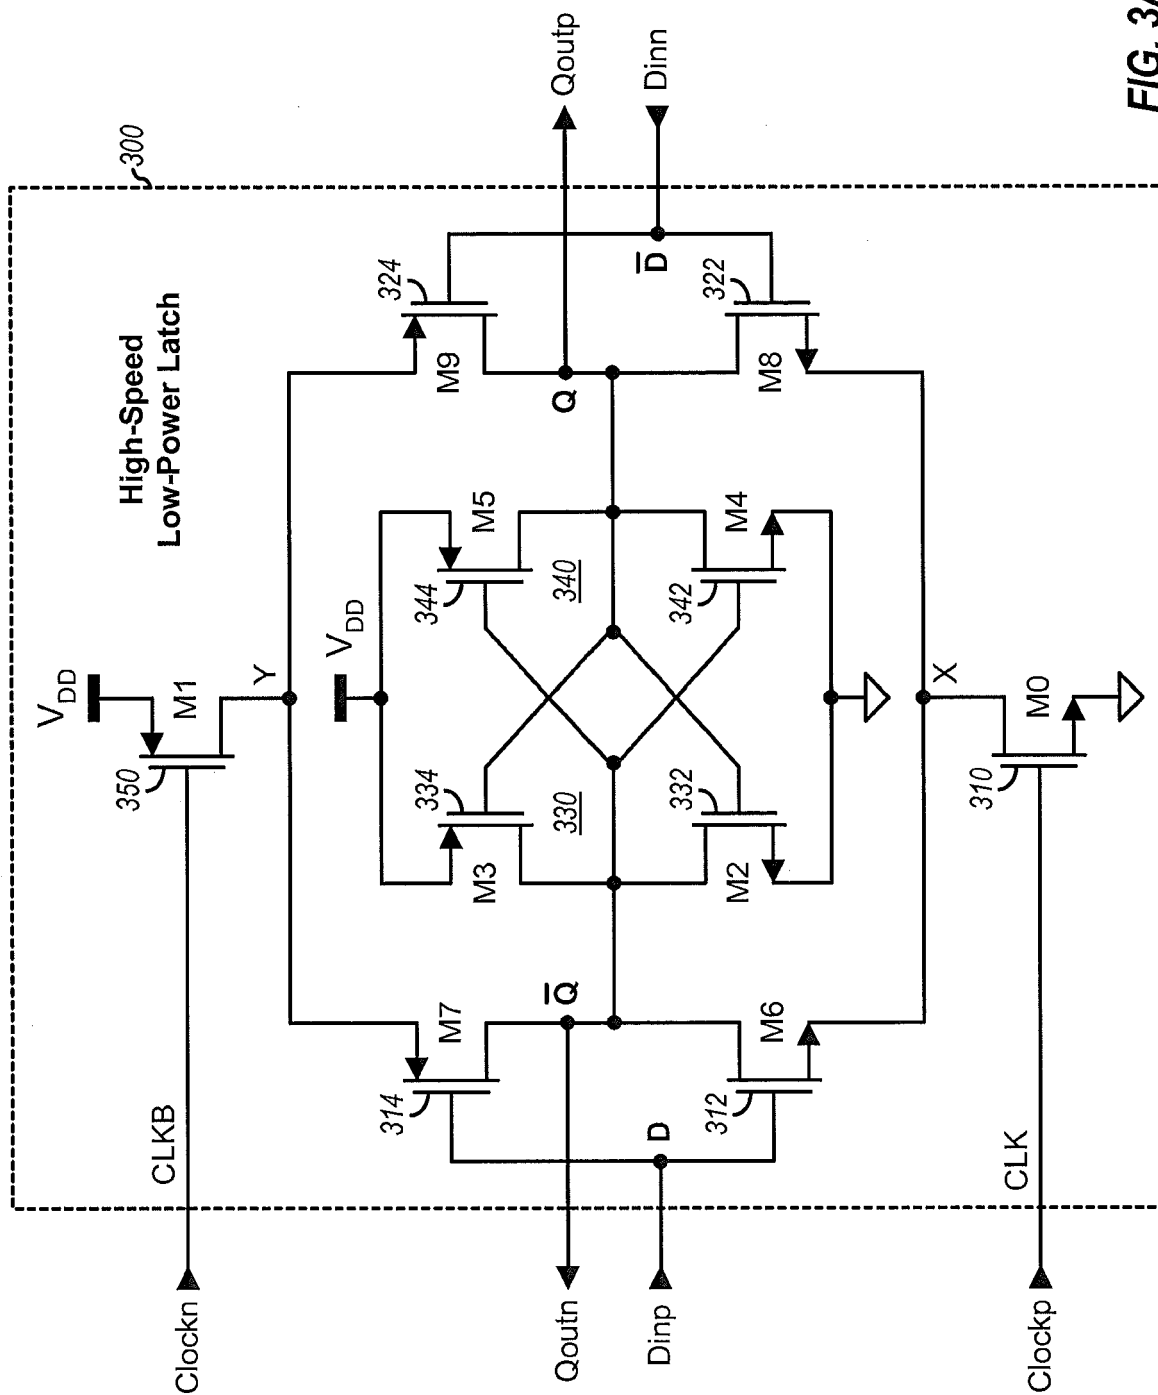 300
High-Speed
Low-Power Latch
V_DD
350
M1
Y
Clockn
CLKB
V_DD
314
M7
334
M3
344
M5
324
M9
330
340
Qoutn
Q̅
Q
Qoutp
Dinp
D
D̅
Dinn
312
M6
332
M2
342
M4
322
M8
X
310
M0
Clockp
CLK
FIG. 3A